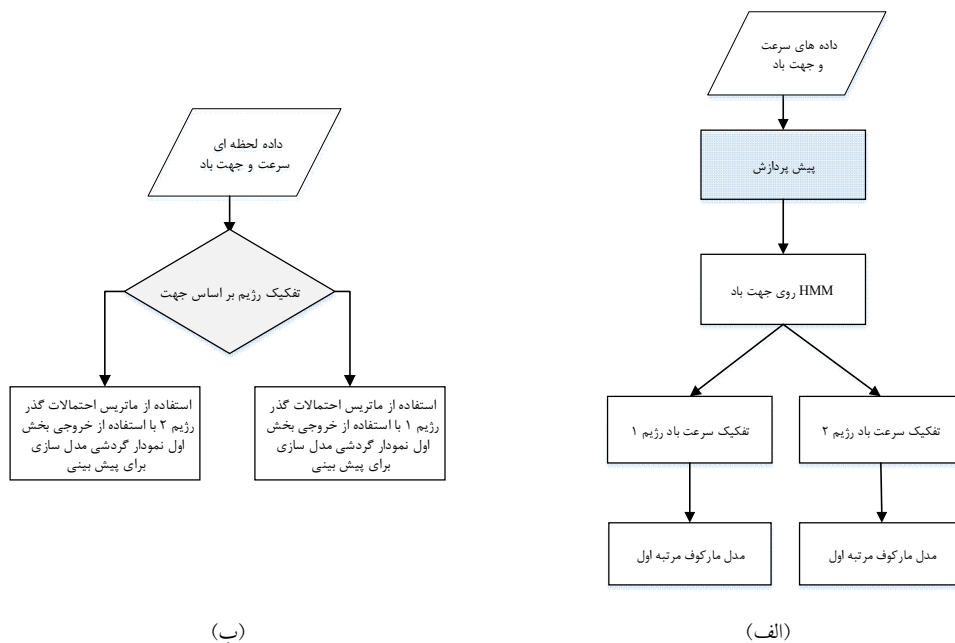 داده های سرعت
و جهت باد
پیش پردازش
HMM روی جهت باد
تفکیک سرعت باد رژیم ۱
تفکیک سرعت باد رژیم ۲
مدل مارکوف مرتبه اول
مدل مارکوف مرتبه اول
(الف)
داده لحظه ای
سرعت و جهت باد
تفکیک رژیم بر اساس جهت
استفاده از ماتریس احتمالات گذر
رژیم ۱ با استفاده از خروجی بخش
اول نمودار گردشی مدل سازی
برای پیش بینی
استفاده از ماتریس احتمالات گذر
رژیم ۲ با استفاده از خروجی بخش
اول نمودار گردشی مدل سازی
برای پیش بینی
(ب)